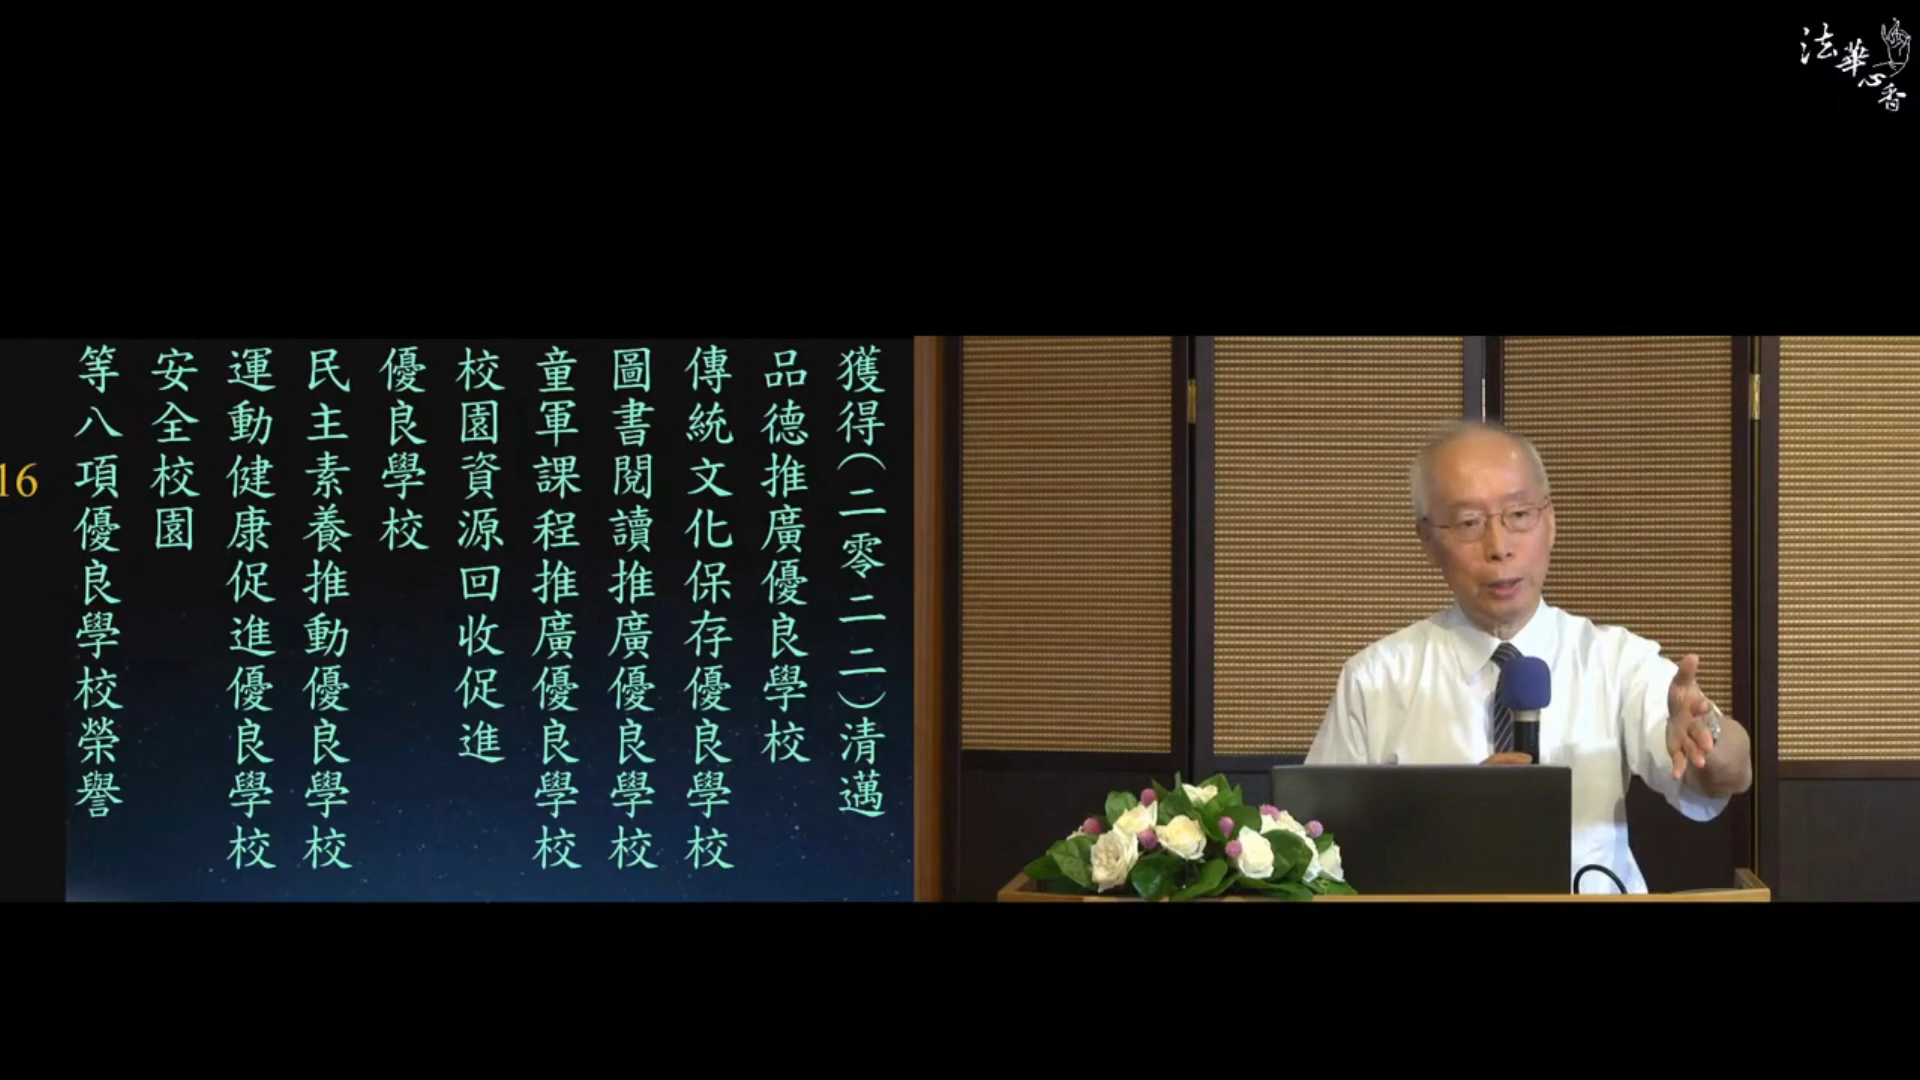 法華心香
獲得（二零二二）清邁
品德推廣優良學校
傳統文化保存優良學校
圖書閱讀推廣優良學校
童軍課程推廣優良學校
校園資源回收促進
優良學校
民主素養推動優良學校
運動健康促進優良學校
安全校園
等八項優良學校榮譽
16